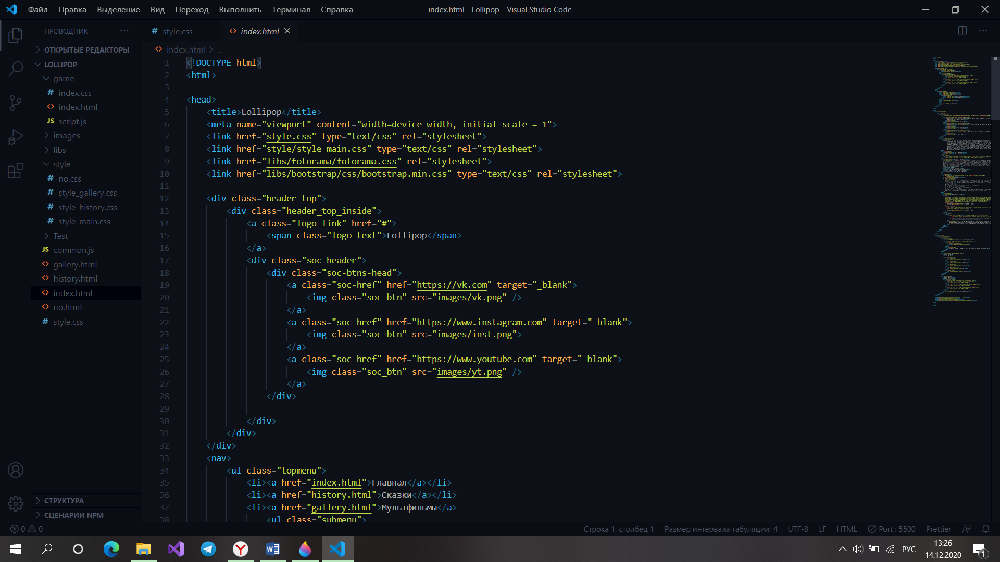 Файл Правка Выделение Вид Переход Выполнить Терминал Справка
index.html - Lollipop - Visual Studio Code
ПРОВОДНИК
ОТКРЫТЫЕ РЕДАКТОРЫ
LOLLIPOP
game
index.css
index.html
JS script.js
images
libs
style
no.css
style_gallery.css
style_history.css
style_main.css
Test
JS common.js
gallery.html
history.html
index.html
no.html
style.css
СТРУКТУРА
СЦЕНАРИИ NPM
style.css
index.html
index.html > ...
1 <!DOCTYPE html>
2 <html>
3
4 <head>
5 <title>Lollipop</title>
6 <meta name="viewport" content="width=device-width, initial-scale = 1">
7 <link href="style.css" type="text/css" rel="stylesheet">
8 <link href="style/style_main.css" type="text/css" rel="stylesheet">
9 <link href="libs/fotorama/fotorama.css" rel="stylesheet">
10 <link href="libs/bootstrap/css/bootstrap.min.css" type="text/css" rel="stylesheet">
11
12 <div class="header_top">
13 <div class="header_top_inside">
14 <a class="logo_link" href="#">
15 <span class="logo_text">Lollipop</span>
16 </a>
17 <div class="soc-header">
18 <div class="soc-btns-head">
19 <a class="soc-href" href="https://vk.com" target="_blank">
20 <img class="soc_btn" src="images/vk.png" />
21 </a>
22 <a class="soc-href" href="https://www.instagram.com" target="_blank">
23 <img class="soc_btn" src="images/inst.png">
24 </a>
25 <a class="soc-href" href="https://www.youtube.com" target="_blank">
26 <img class="soc_btn" src="images/yt.png" />
27 </a>
28 </div>
29
30 </div>
31 </div>
32 </div>
33 <nav>
34 <ul class="topmenu">
35 <li><a href="index.html">Главная</a></li>
36 <li><a href="history.html">Сказки</a></li>
37 <li><a href="gallery.html">Мультфильмы</a>
38 <ul class="submenu">
0 0
Строка 1, столбец 1 Размер интервала табуляции: 4 UTF-8 LF HTML Port : 5500 Prettier
РУС
13:26
14.12.2020
1